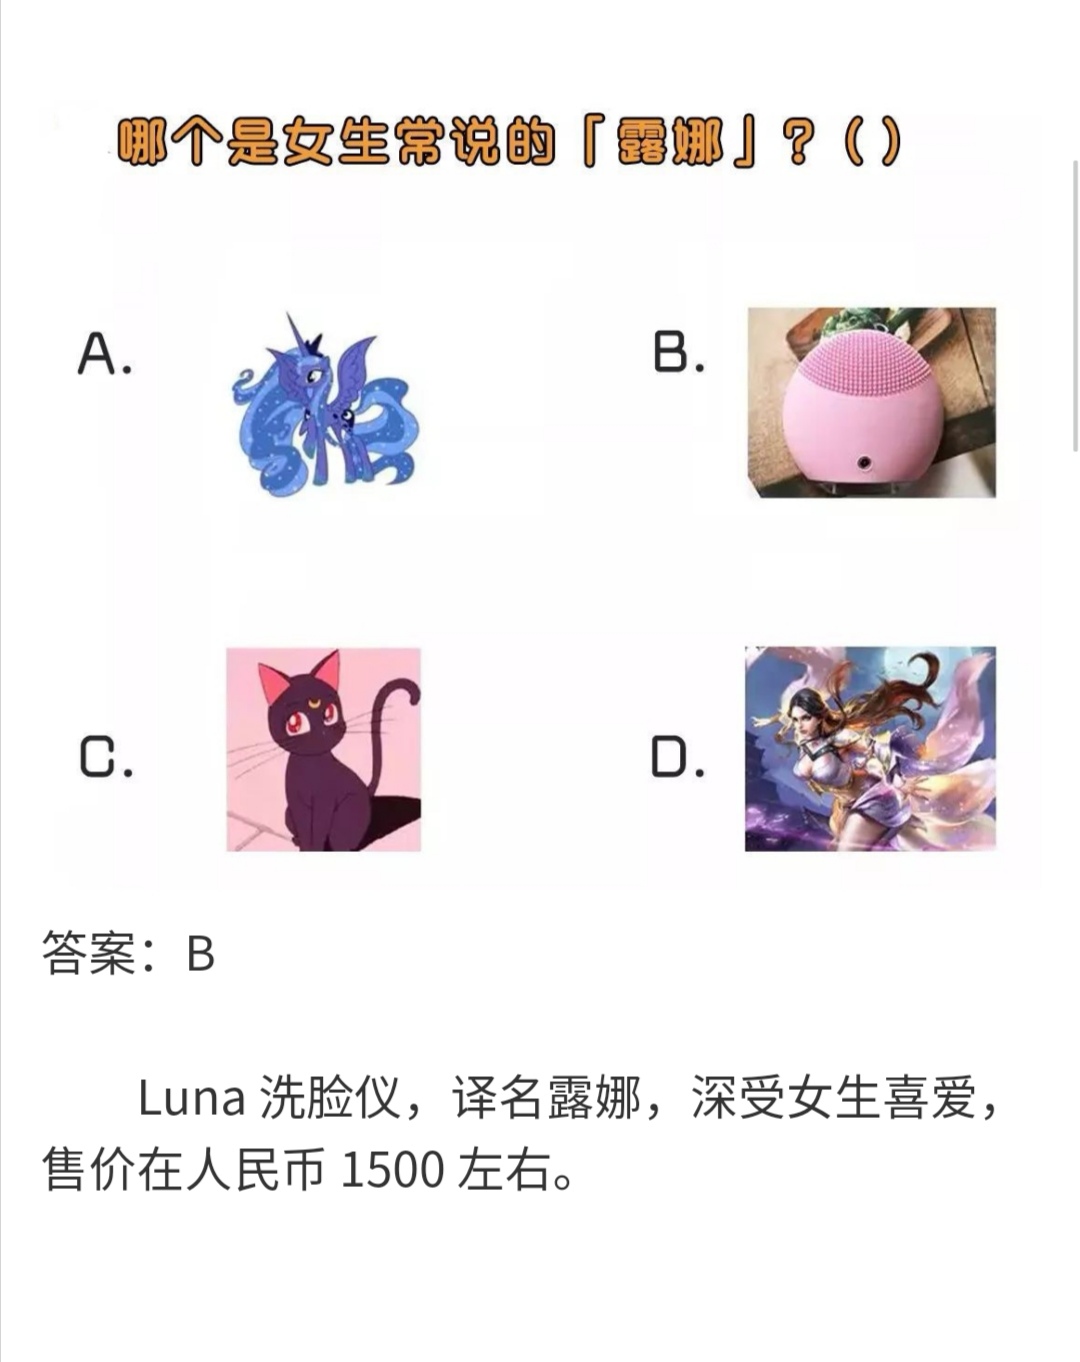 哪个是女生常说的「露娜」?()
A.
B.
C.
D.
答案：B
Luna 洗脸仪，译名露娜，深受女生喜爱，
售价在人民币 1500 左右。